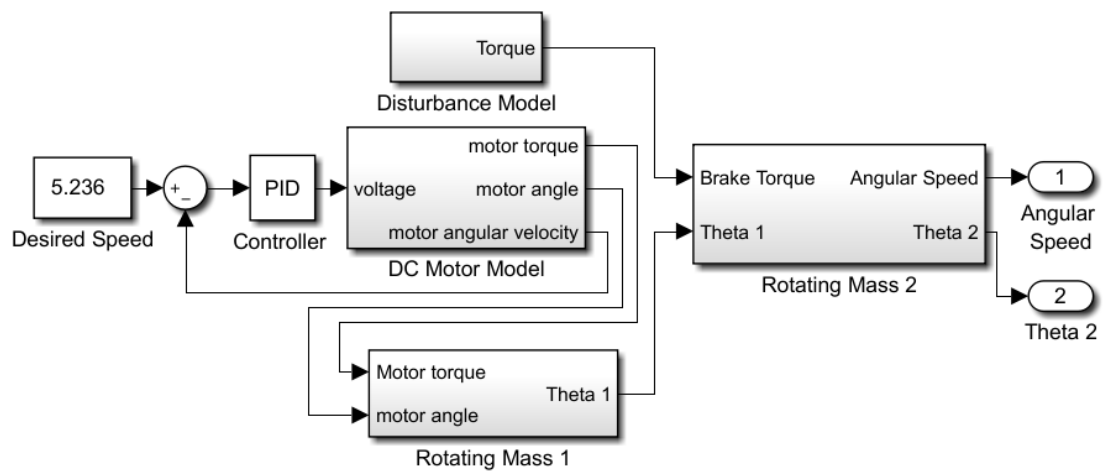 Torque
Disturbance Model
5.236
Desired Speed
+
−
PID
Controller
voltage
motor torque
motor angle
motor angular velocity
DC Motor Model
Brake Torque
Theta 1
Angular Speed
Theta 2
Rotating Mass 2
1
Angular
Speed
2
Theta 2
Motor torque
motor angle
Theta 1
Rotating Mass 1